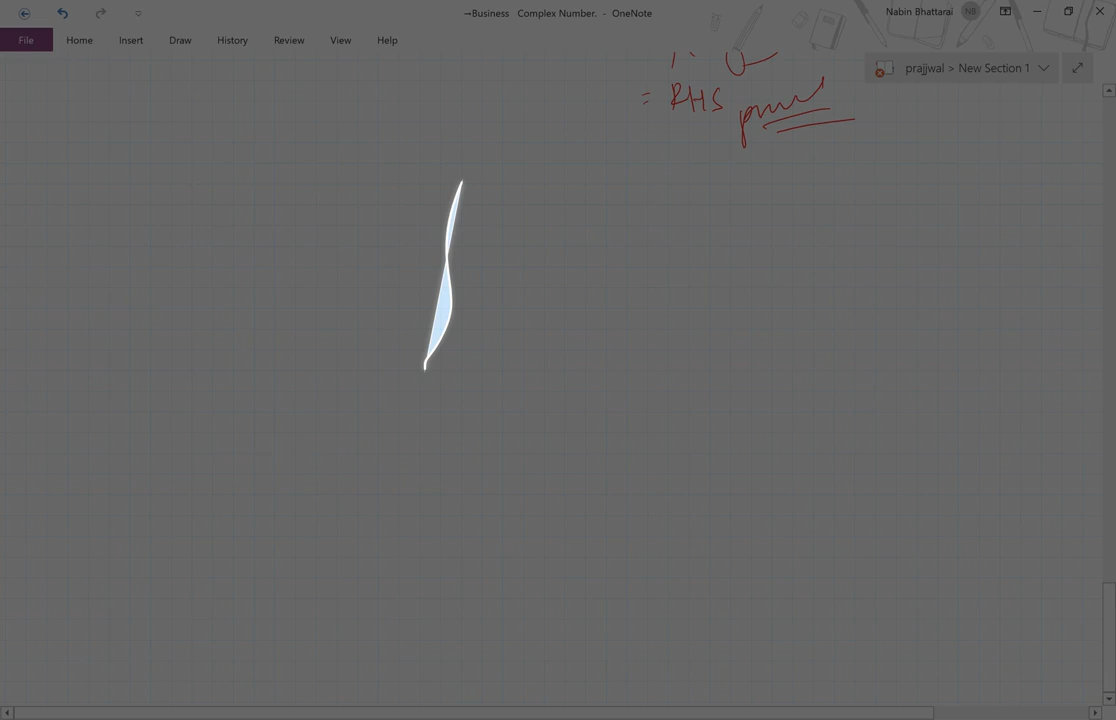 →Business Complex Number. - OneNote
Nabin Bhattarai NB
File Home Insert Draw History Review View Help
prajjwal > New Section 1
= RHS